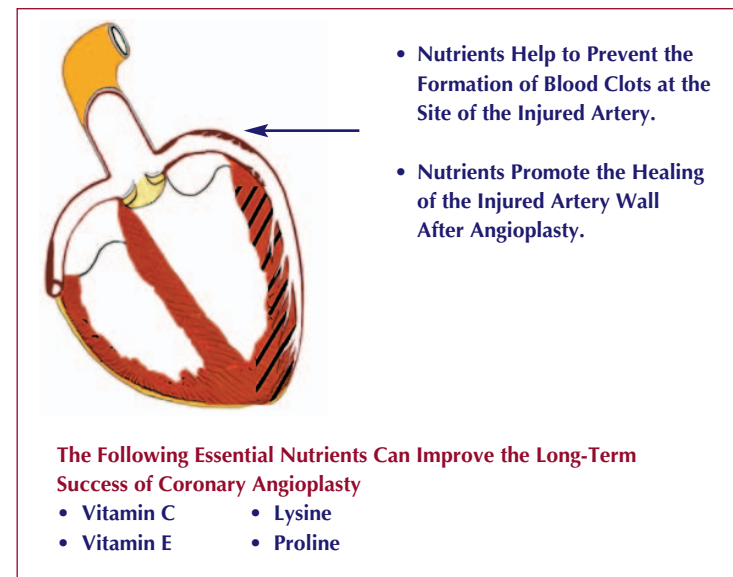 • Nutrients Help to Prevent the
Formation of Blood Clots at the
Site of the Injured Artery.
• Nutrients Promote the Healing
of the Injured Artery Wall
After Angioplasty.
The Following Essential Nutrients Can Improve the Long-Term
Success of Coronary Angioplasty
• Vitamin C • Lysine
• Vitamin E • Proline